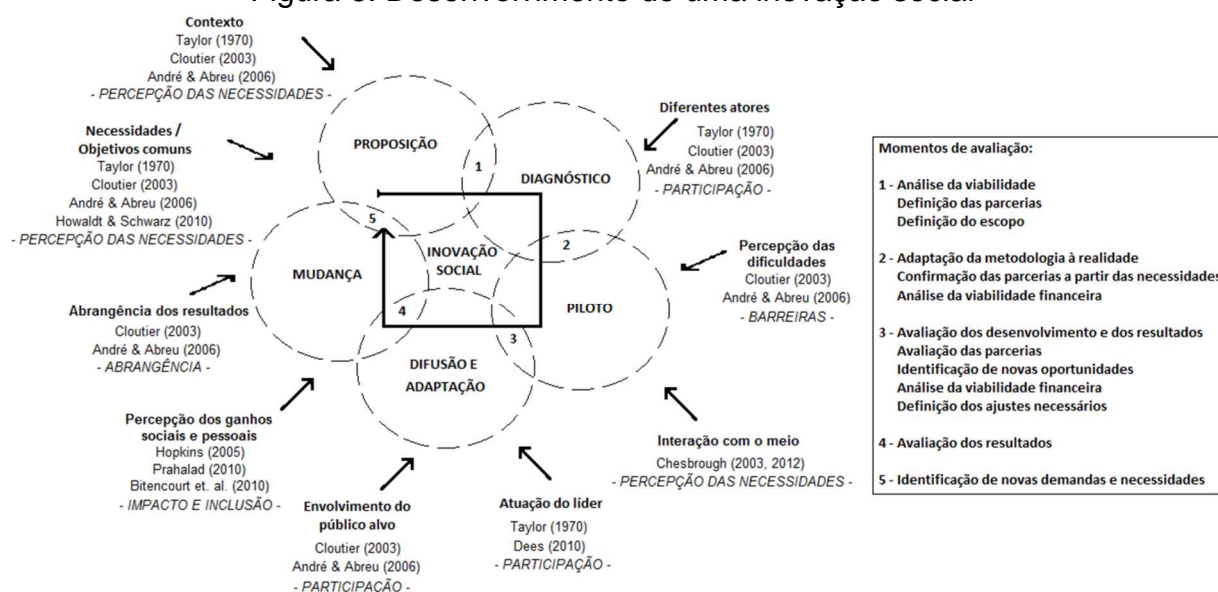 Contexto
Taylor (1970)
Cloutier (2003)
André & Abreu (2006)
- PERCEPÇÃO DAS NECESSIDADES -
Necessidades /
Objetivos comuns
Taylor (1970)
Cloutier (2003)
André & Abreu (2006)
Howaldt & Schwarz (2010)
- PERCEPÇÃO DAS NECESSIDADES -
Abrangência dos resultados
Cloutier (2003)
André & Abreu (2006)
- ABRANGÊNCIA -
Percepção dos ganhos
sociais e pessoais
Hopkins (2005)
Prahalad (2010)
Bitencourt et. al. (2010)
- IMPACTO E INCLUSÃO -
Envolvimento do
público alvo
Cloutier (2003)
André & Abreu (2006)
- PARTICIPAÇÃO -
Atuação do líder
Taylor (1970)
Dees (2010)
- PARTICIPAÇÃO -
Interação com o meio
Chesbrough (2003, 2012)
- PERCEPÇÃO DAS NECESSIDADES -
Percepção das
dificuldades
Cloutier (2003)
André & Abreu (2006)
- BARREIRAS -
Diferentes atores
Taylor (1970)
Cloutier (2003)
André & Abreu (2006)
- PARTICIPAÇÃO -
PROPOSIÇÃO
1
DIAGNÓSTICO
2
PILOTO
3
DIFUSÃO E
ADAPTAÇÃO
4
MUDANÇA
5
INOVAÇÃO
SOCIAL
Momentos de avaliação:
1 - Análise da viabilidade
Definição das parcerias
Definição do escopo
2 - Adaptação da metodologia à realidade
Confirmação das parcerias a partir das necessidades
Análise da viabilidade financeira
3 - Avaliação dos desenvolvimento e dos resultados
Avaliação das parcerias
Identificação de novas oportunidades
Análise da viabilidade financeira
Definição dos ajustes necessários
4 - Avaliação dos resultados
5 - Identificação de novas demandas e necessidades